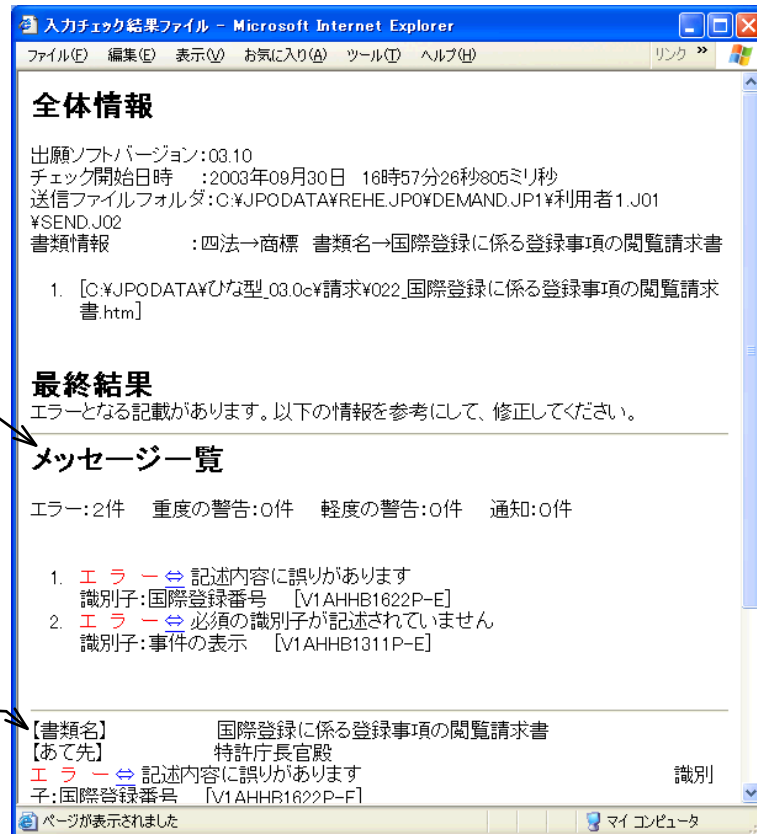 入力チェック結果ファイル - Microsoft Internet Explorer
ファイル(F) 編集(E) 表示(V) お気に入り(A) ツール(T) ヘルプ(H) リンク »
全体情報
出願ソフトバージョン:03.10
チェック開始日時 :2003年09月30日 16時57分26秒805ミリ秒
送信ファイルフォルダ:C:¥JPODATA¥REHE.JP0¥DEMAND.JP1¥利用者1.J01
¥SEND.J02
書類情報 :四法→商標 書類名→国際登録に係る登録事項の閲覧請求書
1. [C:¥JPODATA¥ひな型_03.0c¥請求¥022_国際登録に係る登録事項の閲覧請求
書.htm]
最終結果
エラーとなる記載があります。以下の情報を参考にして、修正してください。
メッセージ一覧
エラー:2件 重度の警告:0件 軽度の警告:0件 通知:0件
1. エ ラ ー⇔ 記述内容に誤りがあります
識別子:国際登録番号 [V1AHHB1622P-E]
2. エ ラ ー⇔ 必須の識別子が記述されていません
識別子:事件の表示 [V1AHHB1311P-E]
【書類名】 国際登録に係る登録事項の閲覧請求書
【あて先】 特許庁長官殿
エ ラ ー⇔ 記述内容に誤りがあります 識別
子:国際登録番号 [V1AHHB1622P-E]
ページが表示されました マイ コンピュータ